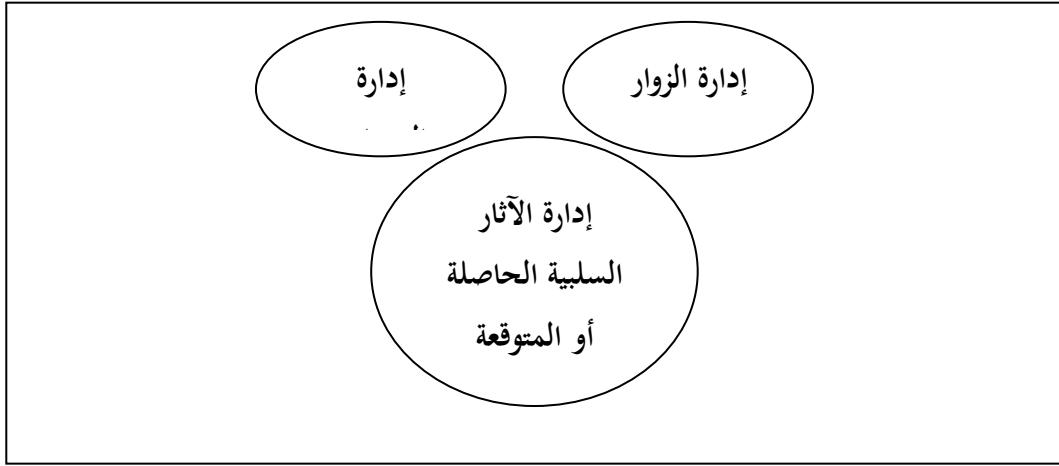 إدارة الزوار
إدارة
إدارة الآثار
السلبية الحاصلة
أو المتوقعة